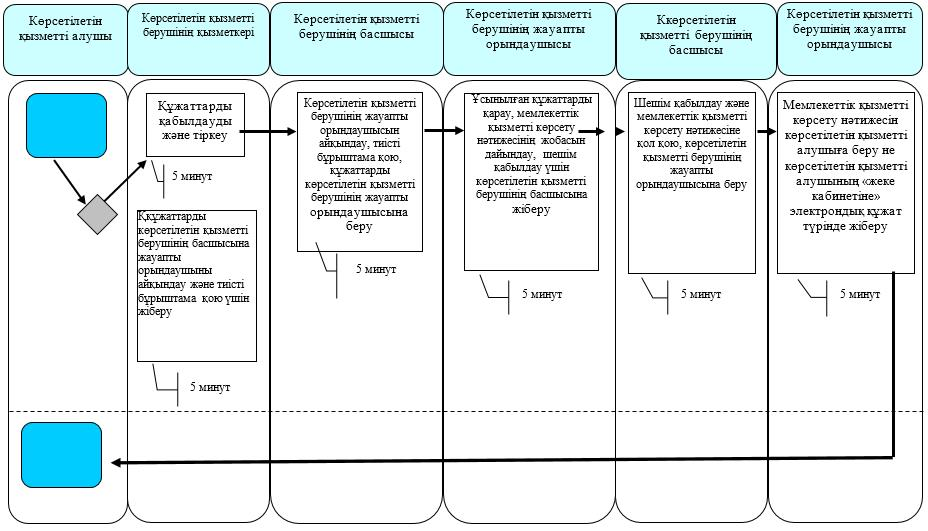 Көрсетілетін
қызметті алушы
Көрсетілетін қызметті
берушінің қызметкері
Көрсетілетін қызметті
берушінің басшысы
Көрсетілетін қызметті
берушінің жауапты
орындаушысы
Ккөрсетілетін
қызметті берушінің
басшысы
Көрсетілетін қызметті
берушінің жауапты
орындаушысы
Құжаттарды
қабылдауды
және тіркеу
5 минут
Ққұжаттарды
көрсетілетін қызметті
берушінің басшысына
жауапты
орындаушыны
айқындау және тиісті
бұрыштама қою үшін
жіберу
5 минут
Көрсетілетін қызметті
берушінің жауапты
орындаушысын
айқындау, тиісті
бұрыштама қою,
құжаттарды
көрсетілетін қызметті
берушінің жауапты
орындаушысына
беру
5 минут
Ұсынылған құжаттарды
қарау, мемлекеттік
қызметті көрсету
нәтижесінің жобасын
дайындау, шешім
қабылдау үшін
көрсетілетін қызметті
берушінің басшысына
жіберу
5 минут
Шешім қабылдау және
мемлекеттік қызметті
көрсету нәтижесіне
қол қою, көрсетілетін
қызметті берушінің
жауапты
орындаушысына беру
5 минут
Мемлекеттік қызметті
көрсету нәтижесін
көрсетілетін қызметті
алушыға беру не
көрсетілетін қызметті
алушының «жеке
кабинетіне»
электрондық құжат
түрінде жіберу
5 минут